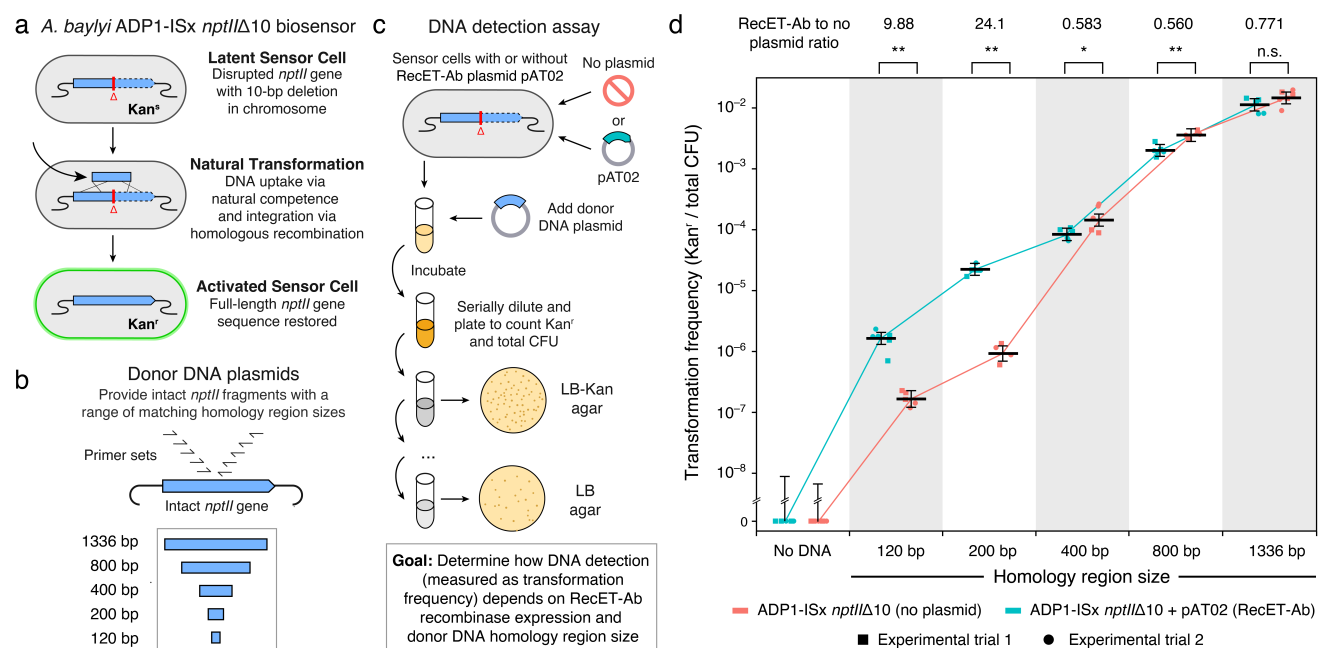 a
A. baylyi ADP1-ISx nptIIΔ10 biosensor
Latent Sensor Cell
Disrupted nptII gene
with 10-bp deletion
in chromosome
Δ
Kanˢ
Natural Transformation
DNA uptake via
natural competence
and integration via
homologous recombination
Δ
Activated Sensor Cell
Full-length nptII gene
sequence restored
Kanʳ
b
Donor DNA plasmids
Provide intact nptII fragments with a
range of matching homology region sizes
Primer sets
Intact nptII gene
1336 bp
800 bp
400 bp
200 bp
120 bp
c
DNA detection assay
Sensor cells with or without
RecET-Ab plasmid pAT02
No plasmid
or
pAT02
Δ
Add donor
DNA plasmid
Incubate
Serially dilute and
plate to count Kanʳ
and total CFU
LB-Kan
agar
...
LB
agar
Goal: Determine how DNA detection
(measured as transformation
frequency) depends on RecET-Ab
recombinase expression and
donor DNA homology region size
d
RecET-Ab to no
plasmid ratio
9.88 24.1 0.583 0.560 0.771
** ** * ** n.s.
Transformation frequency (Kanʳ / total CFU)
10⁻²
10⁻³
10⁻⁴
10⁻⁵
10⁻⁶
10⁻⁷
10⁻⁸
0
No DNA 120 bp 200 bp 400 bp 800 bp 1336 bp
Homology region size
ADP1-ISx nptIIΔ10 (no plasmid)
ADP1-ISx nptIIΔ10 + pAT02 (RecET-Ab)
Experimental trial 1
Experimental trial 2